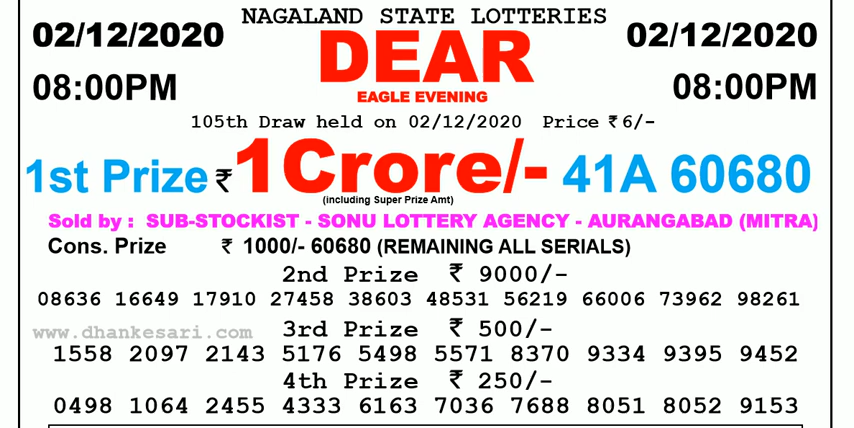 NAGALAND STATE LOTTERIES
02/12/2020 DEAR 02/12/2020
08:00PM EAGLE EVENING 08:00PM
105th Draw held on 02/12/2020 Price ₹ 6/-
1st Prize ₹ 1Crore/- 41A 60680
(including Super Prize Amt)
Sold by : SUB-STOCKIST - SONU LOTTERY AGENCY - AURANGABAD (MITRA)
Cons. Prize ₹ 1000/- 60680 (REMAINING ALL SERIALS)
2nd Prize ₹ 9000/-
08636 16649 17910 27458 38603 48531 56219 66006 73962 98261
www.dhankesari.com 3rd Prize ₹ 500/-
1558 2097 2143 5176 5498 5571 8370 9334 9395 9452
4th Prize ₹ 250/-
0498 1064 2455 4333 6163 7036 7688 8051 8052 9153